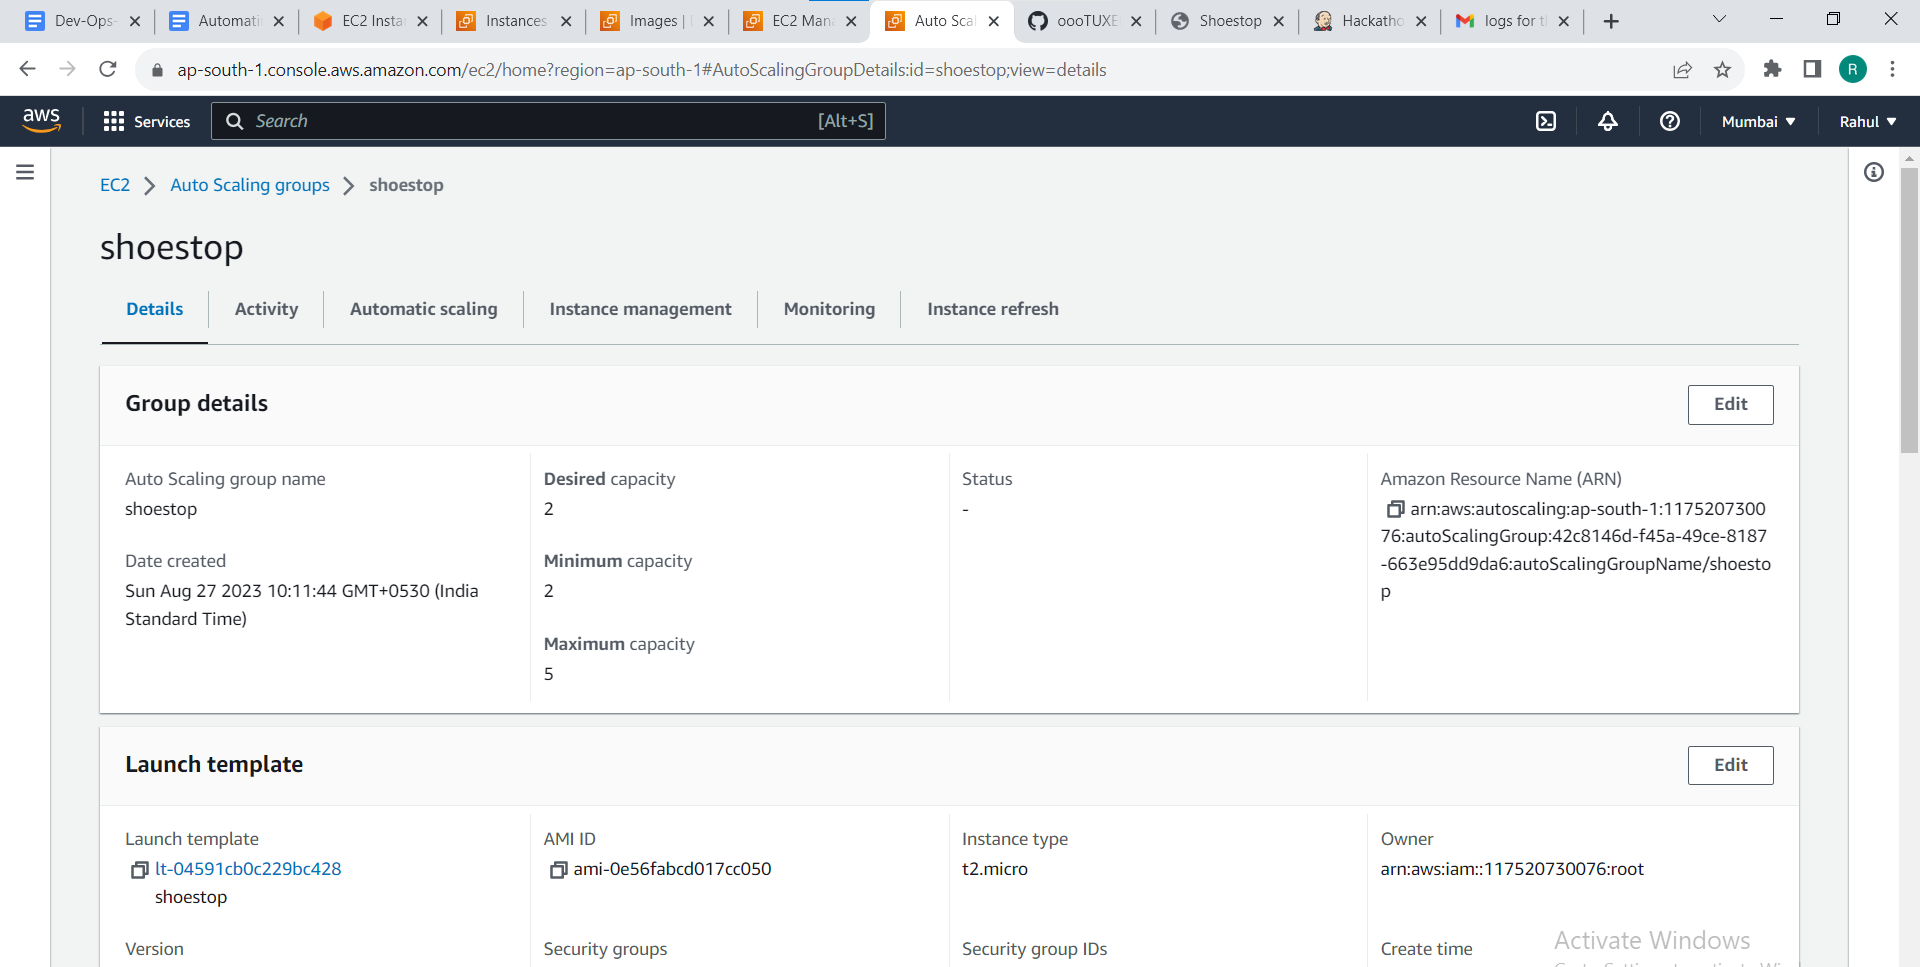 Dev-Ops-
Automati
EC2 Insta
Instances
Images |
EC2 Man
Auto Scal
oooTUXE
Shoestop
Hackatho
logs for t
ap-south-1.console.aws.amazon.com/ec2/home?region=ap-south-1#AutoScalingGroupDetails:id=shoestop;view=details
R
aws
Services
Search
[Alt+S]
Mumbai
Rahul
EC2 > Auto Scaling groups > shoestop
shoestop
Details
Activity
Automatic scaling
Instance management
Monitoring
Instance refresh
Group details
Edit
Auto Scaling group name
shoestop
Date created
Sun Aug 27 2023 10:11:44 GMT+0530 (India
Standard Time)
Desired capacity
2
Minimum capacity
2
Maximum capacity
5
Status
-
Amazon Resource Name (ARN)
arn:aws:autoscaling:ap-south-1:1175207300
76:autoScalingGroup:42c8146d-f45a-49ce-8187
-663e95dd9da6:autoScalingGroupName/shoesto
p
Launch template
Edit
Launch template
lt-04591cb0c229bc428
shoestop
AMI ID
ami-0e56fabcd017cc050
Instance type
t2.micro
Owner
arn:aws:iam::117520730076:root
Version
Security groups
Security group IDs
Create time
Activate Windows